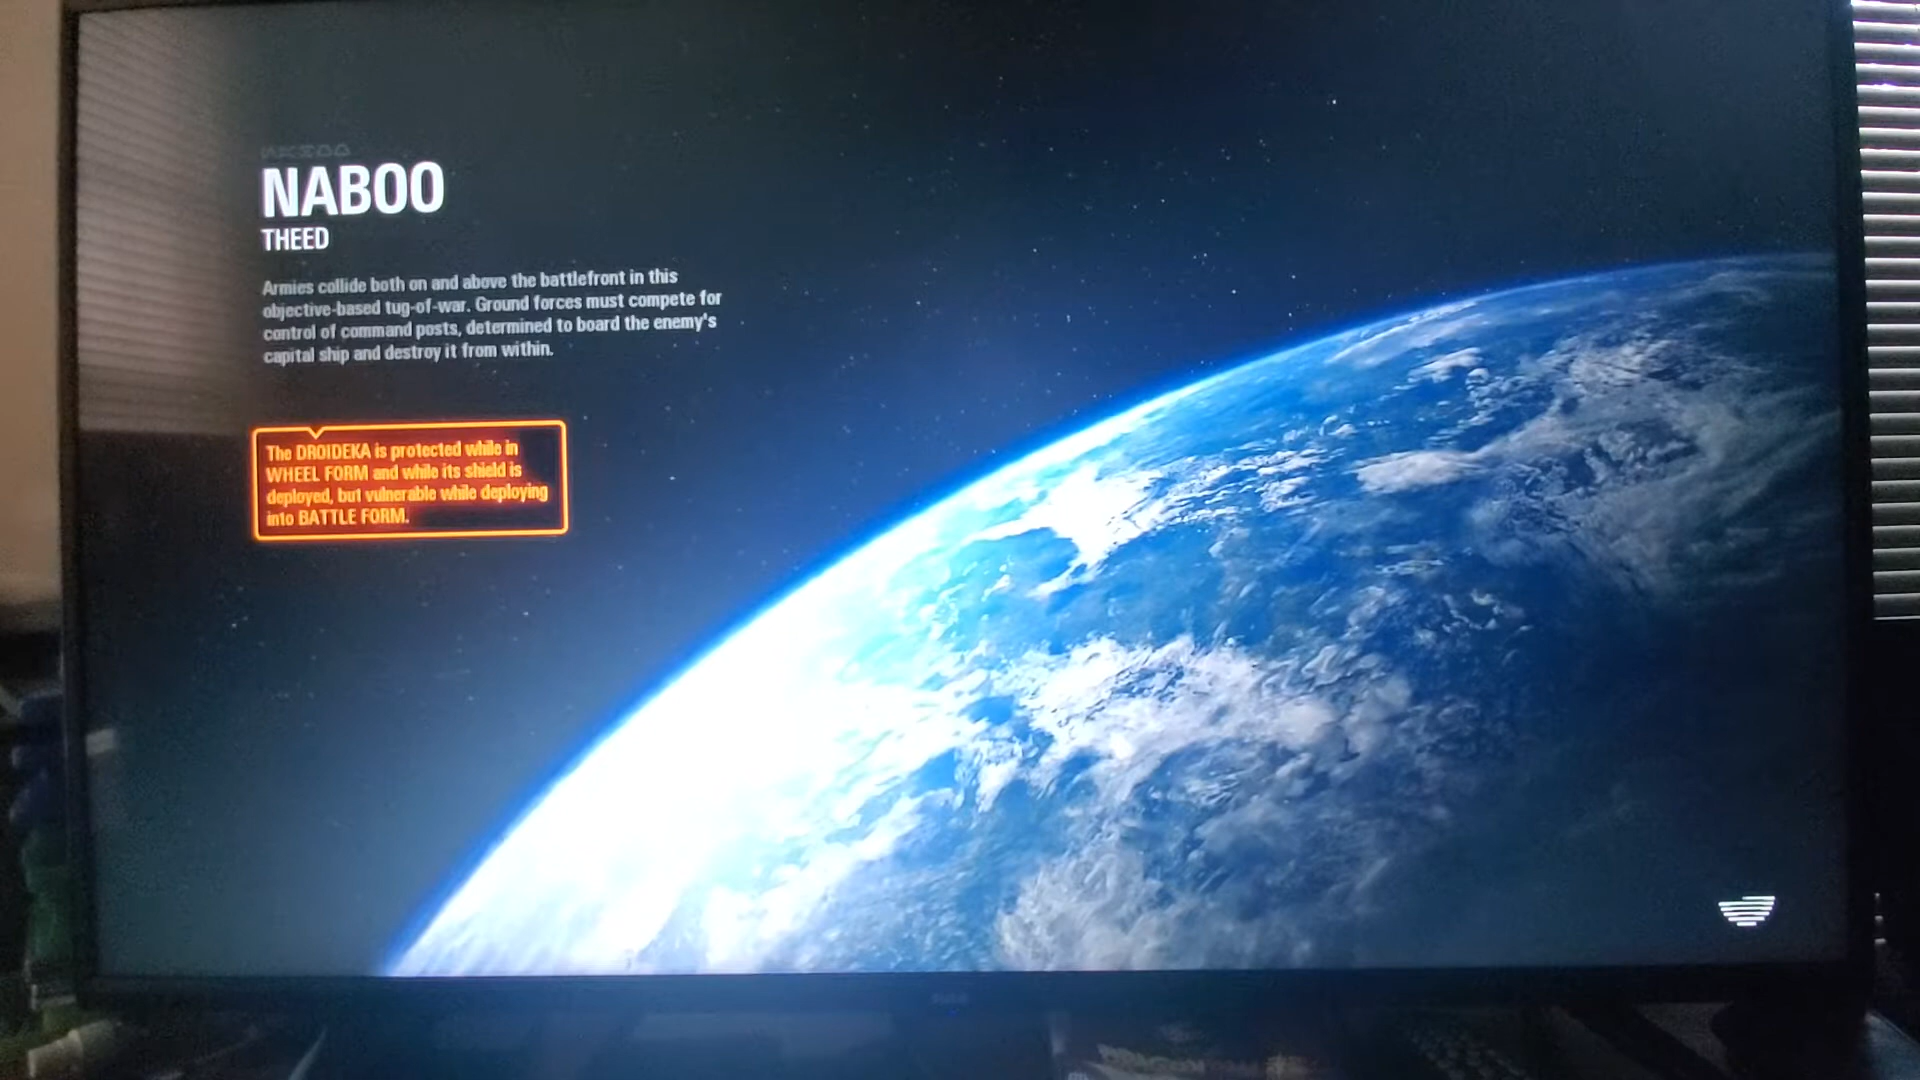 NABOO
THEED
Armies collide both on and above the battlefront in this
objective-based tug-of-war. Ground forces must compete for
control of command posts, determined to board the enemy's
capital ship and destroy it from within.
The DROIDEKA is protected while in
WHEEL FORM and while its shield is
deployed, but vulnerable while deploying
into BATTLE FORM.